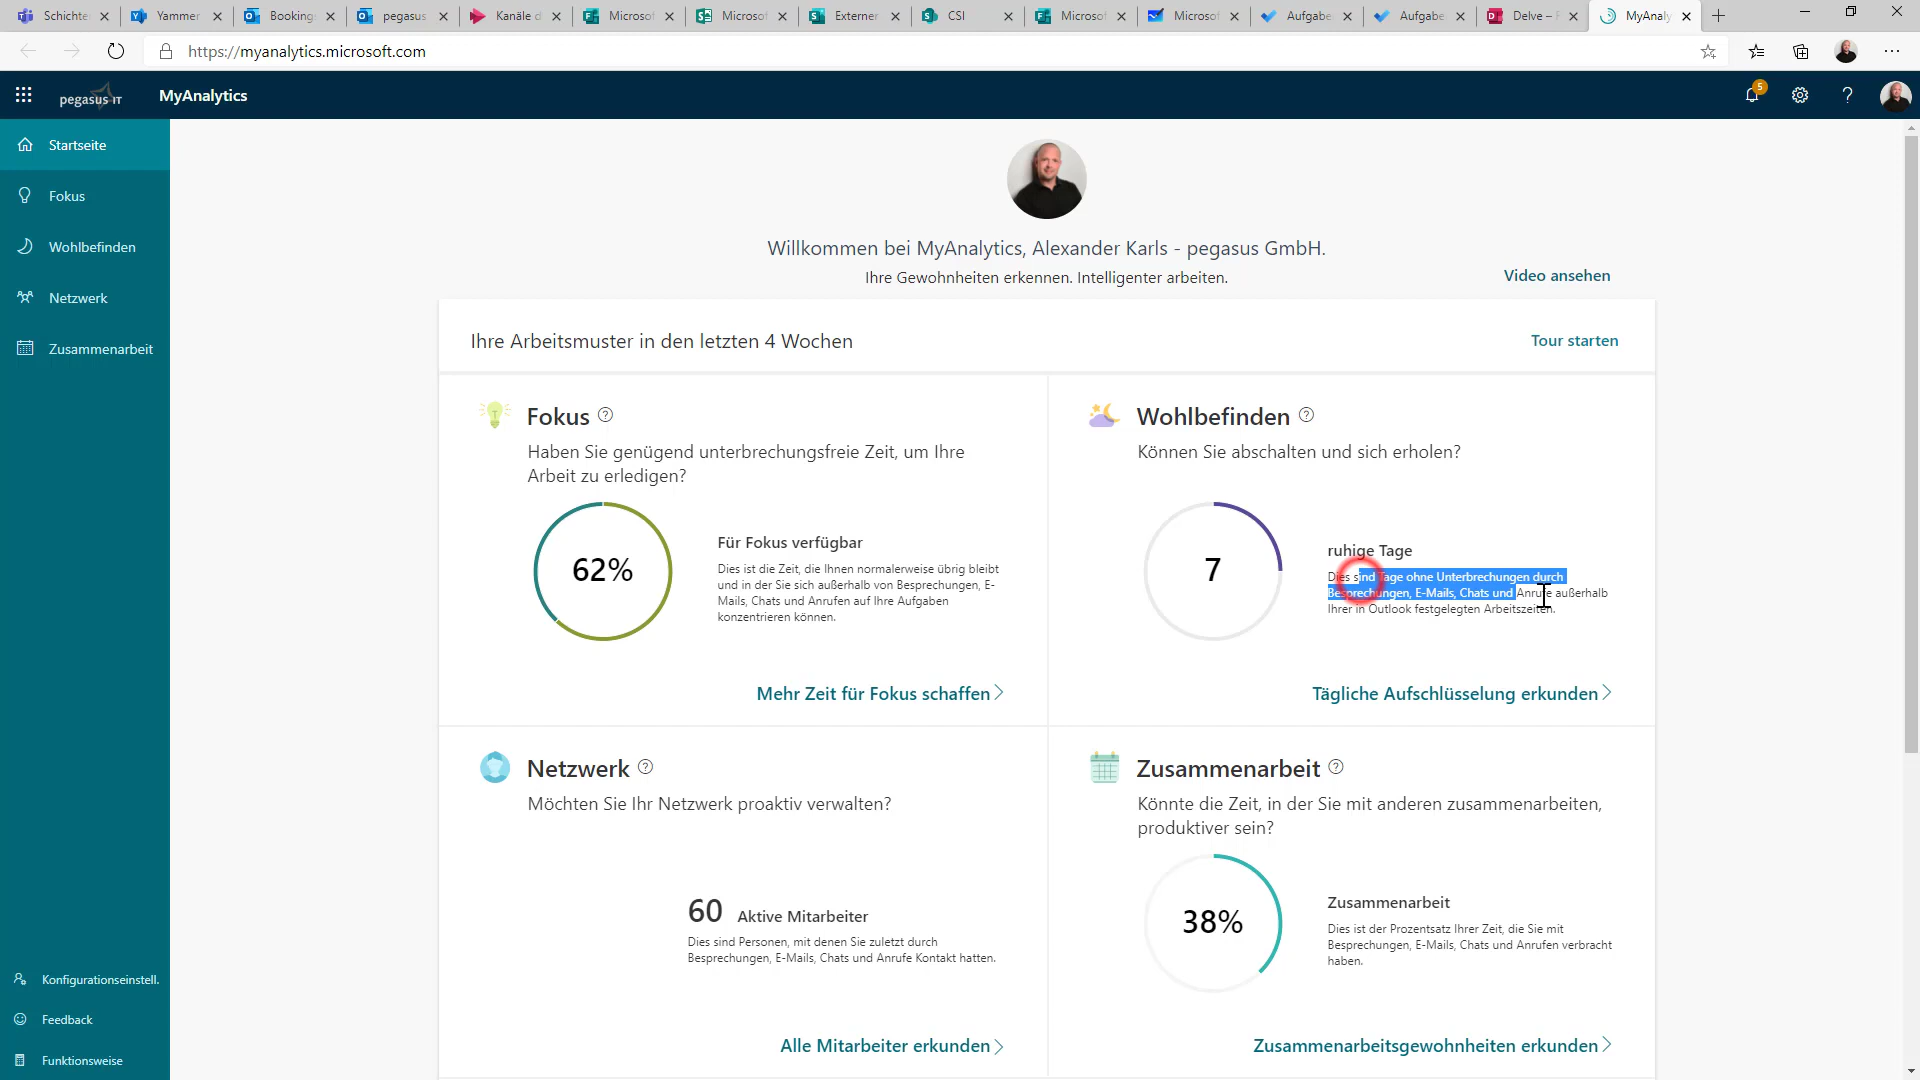 Schichte
Yammer
Booking
pegasus
Kanäle d
Microsof
Microsof
Externer
CSI
Microsof
Microsof
Aufgabe
Aufgabe
Delve –
MyAnaly
https://myanalytics.microsoft.com
pegasus IT
MyAnalytics
5
Startseite
Fokus
Wohlbefinden
Netzwerk
Zusammenarbeit
Konfigurationseinstell.
Feedback
Funktionsweise
Willkommen bei MyAnalytics, Alexander Karls - pegasus GmbH.
Ihre Gewohnheiten erkennen. Intelligenter arbeiten.
Video ansehen
Ihre Arbeitsmuster in den letzten 4 Wochen
Tour starten
Fokus
Haben Sie genügend unterbrechungsfreie Zeit, um Ihre
Arbeit zu erledigen?
62%
Für Fokus verfügbar
Dies ist die Zeit, die Ihnen normalerweise übrig bleibt
und in der Sie sich außerhalb von Besprechungen, E-
Mails, Chats und Anrufen auf Ihre Aufgaben
konzentrieren können.
Mehr Zeit für Fokus schaffen
Wohlbefinden
Können Sie abschalten und sich erholen?
7
ruhige Tage
Dies sind Tage ohne Unterbrechungen durch
Besprechungen, E-Mails, Chats und Anrufe außerhalb
Ihrer in Outlook festgelegten Arbeitszeiten.
Tägliche Aufschlüsselung erkunden
Netzwerk
Möchten Sie Ihr Netzwerk proaktiv verwalten?
60 Aktive Mitarbeiter
Dies sind Personen, mit denen Sie zuletzt durch
Besprechungen, E-Mails, Chats und Anrufe Kontakt hatten.
Alle Mitarbeiter erkunden
Zusammenarbeit
Könnte die Zeit, in der Sie mit anderen zusammenarbeiten,
produktiver sein?
38%
Zusammenarbeit
Dies ist der Prozentsatz Ihrer Zeit, die Sie mit
Besprechungen, E-Mails, Chats und Anrufen verbracht
haben.
Zusammenarbeitsgewohnheiten erkunden